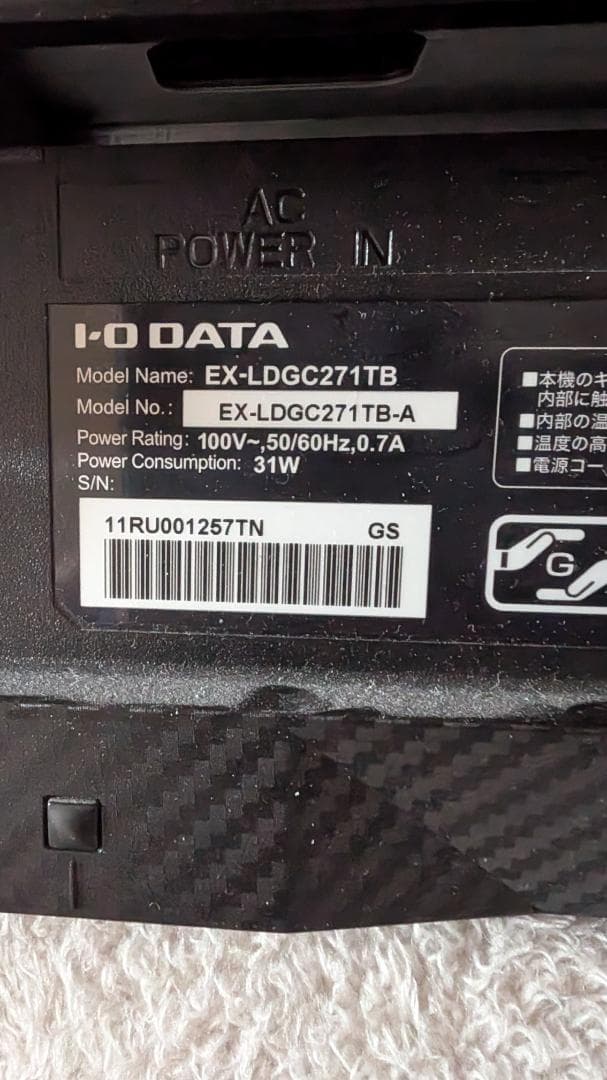 AC
POWER IN
I-O DATA
Model Name: EX-LDGC271TB
Model No.: EX-LDGC271TB-A
Power Rating: 100V~,50/60Hz,0.7A
Power Consumption: 31W
S/N:
11RU001257TN GS
■本機のキ
内部に触
■内部の温
■温度の高
■電源コー
G